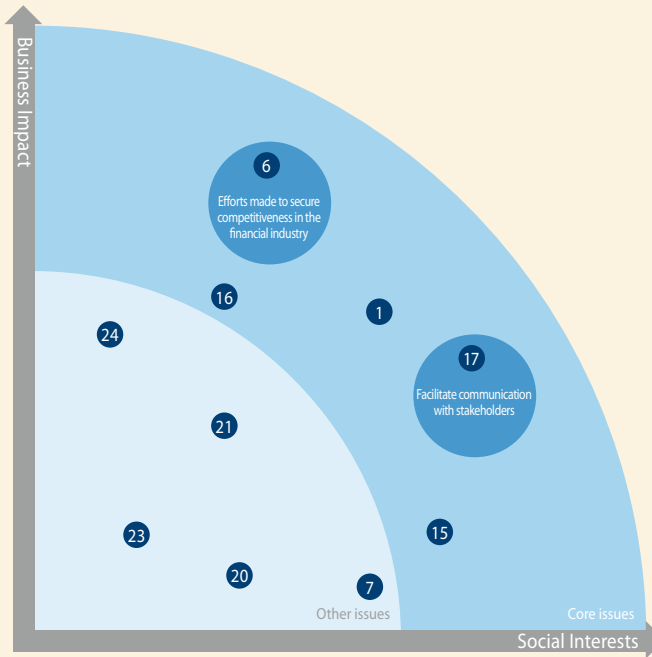 Business Impact
6
Efforts made to secure
competitiveness in the
financial industry
16
1
24
17
Facilitate communication
with stakeholders
21
15
23
20
7
Other issues
Core issues
Social Interests